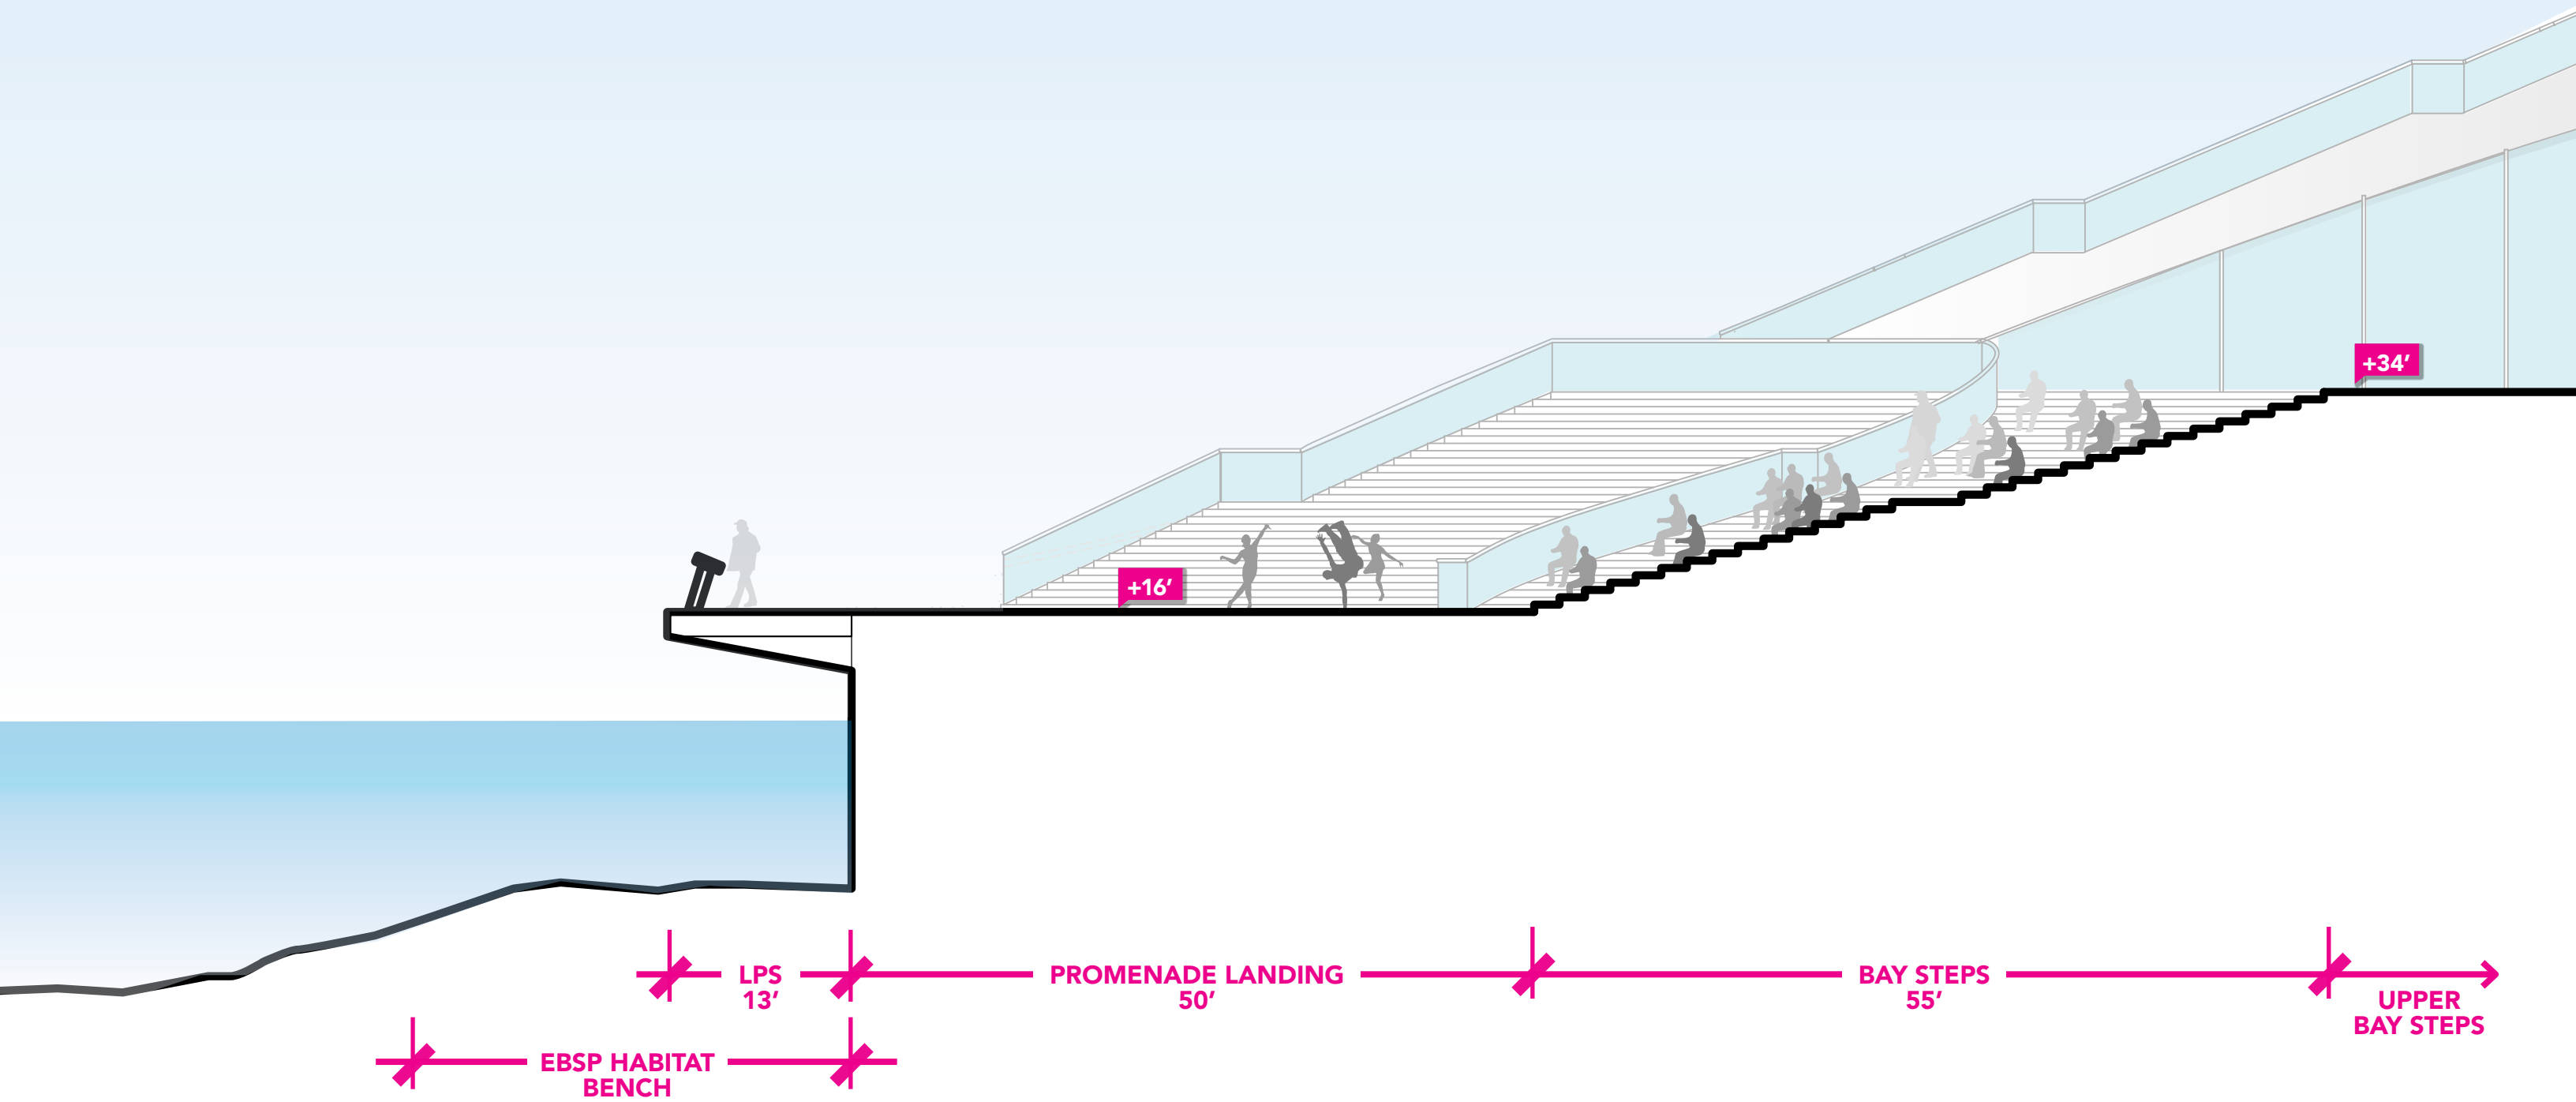 +34’
+16’
LPS
13’
PROMENADE LANDING
50’
BAY STEPS
55’
UPPER
BAY STEPS
EBSP HABITAT
BENCH